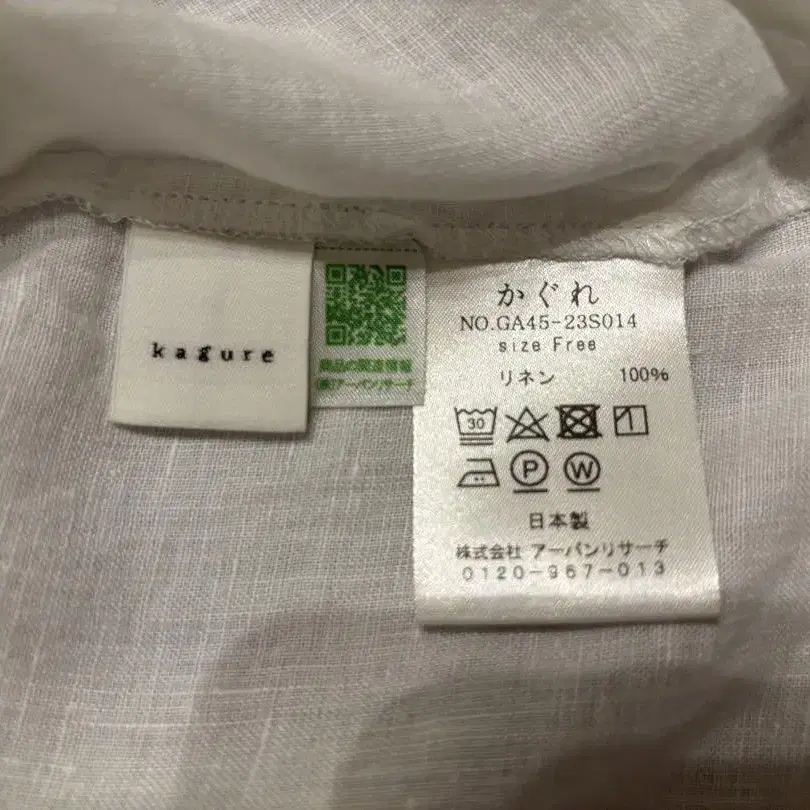 kagure
商品の関連情報
(株)アーバンリサーチ
かぐれ
NO.GA45-23S014
size Free
リネン 100%
30
P W
日本製
株式会社 アーバンリサーチ
0120-967-013